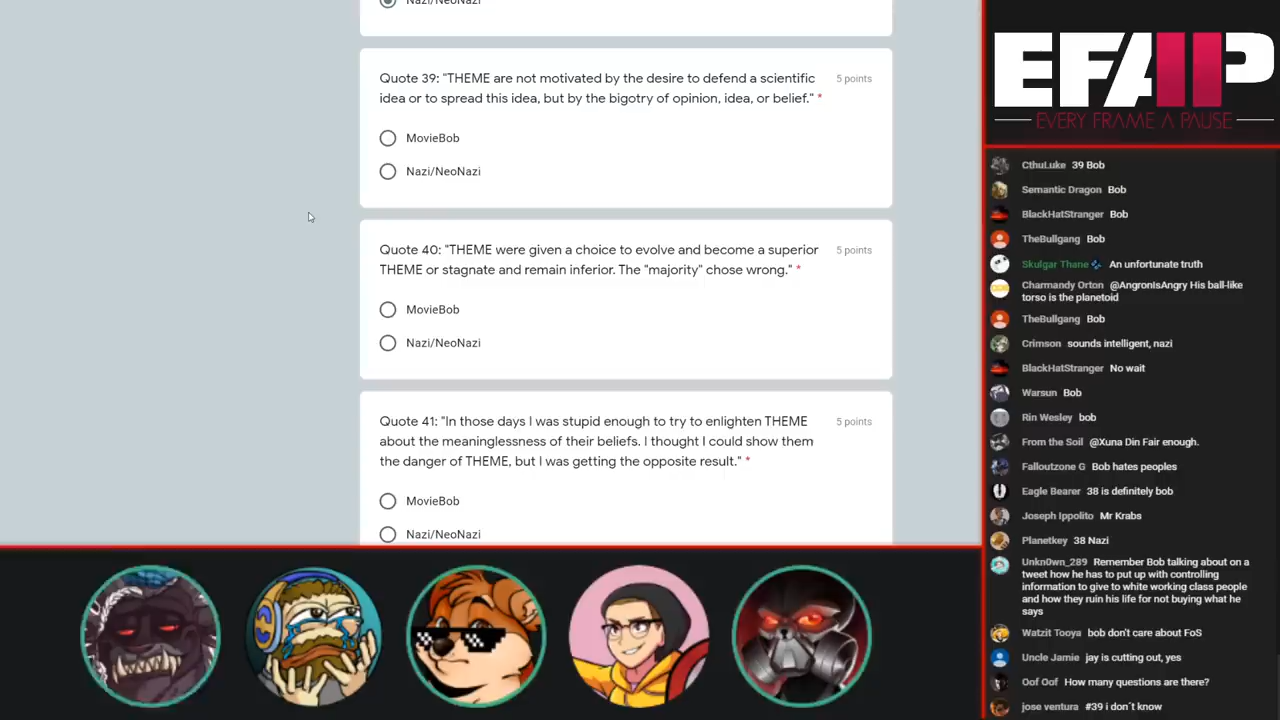 Nazi/NeoNazi
Quote 39: "THEME are not motivated by the desire to defend a scientific
idea or to spread this idea, but by the bigotry of opinion, idea, or belief." *
5 points
MovieBob
Nazi/NeoNazi
Quote 40: "THEME were given a choice to evolve and become a superior
THEME or stagnate and remain inferior. The "majority" chose wrong." *
5 points
MovieBob
Nazi/NeoNazi
Quote 41: "In those days I was stupid enough to try to enlighten THEME
about the meaninglessness of their beliefs. I thought I could show them
the danger of THEME, but I was getting the opposite result." *
5 points
MovieBob
Nazi/NeoNazi
EFAP
EVERY FRAME A PAUSE
CthuLuke 39 Bob
Semantic Dragon Bob
BlackHatStranger Bob
TheBullgang Bob
Skulgar Thane An unfortunate truth
Charmandy Orton @AngronIsAngry His ball-like
torso is the planetoid
TheBullgang Bob
Crimson sounds intelligent, nazi
BlackHatStranger No wait
Warsun Bob
Rin Wesley bob
From the Soil @Xuna Din Fair enough.
Falloutzone G Bob hates peoples
Eagle Bearer 38 is definitely bob
Joseph Ippolito Mr Krabs
Planetkey 38 Nazi
Unkn0wn_289 Remember Bob talking about on a
tweet how he has to put up with controlling
information to give to white working class people
and how they ruin his life for not buying what he
says
Watzit Tooya bob don't care about FoS
Uncle Jamie jay is cutting out, yes
Oof Oof How many questions are there?
jose ventura #39 i don´t know